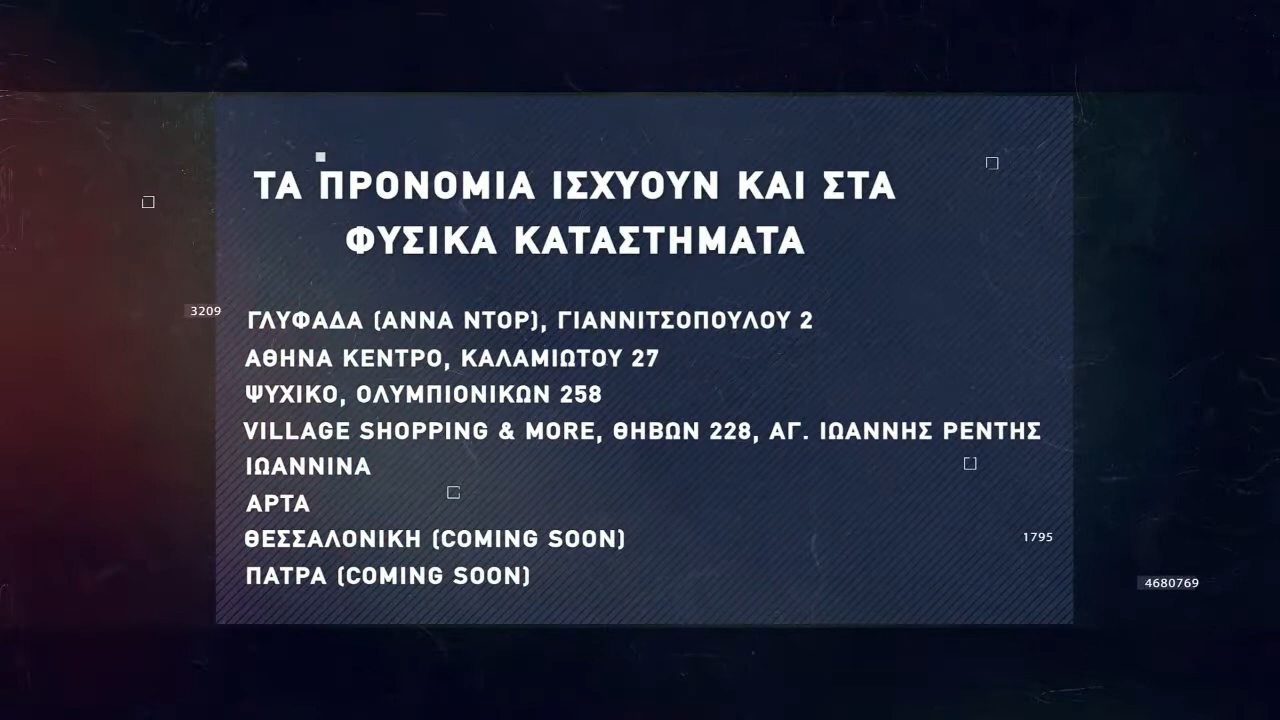 ΤΑ ΠΡΟΝΟΜΙΑ ΙΣΧΥΟΥΝ ΚΑΙ ΣΤΑ
ΦΥΣΙΚΑ ΚΑΤΑΣΤΗΜΑΤΑ
3209
ΓΛΥΦΑΔΑ (ΑΝΝΑ ΝΤΟΡ), ΓΙΑΝΝΙΤΣΟΠΟΥΛΟΥ 2
ΑΘΗΝΑ ΚΕΝΤΡΟ, ΚΑΛΑΜΙΩΤΟΥ 27
ΨΥΧΙΚΟ, ΟΛΥΜΠΙΟΝΙΚΩΝ 258
VILLAGE SHOPPING & MORE, ΘΗΒΩΝ 228, ΑΓ. ΙΩΑΝΝΗΣ ΡΕΝΤΗΣ
ΙΩΑΝΝΙΝΑ
ΑΡΤΑ
ΘΕΣΣΑΛΟΝΙΚΗ (COMING SOON)
1795
ΠΑΤΡΑ (COMING SOON)
4680769